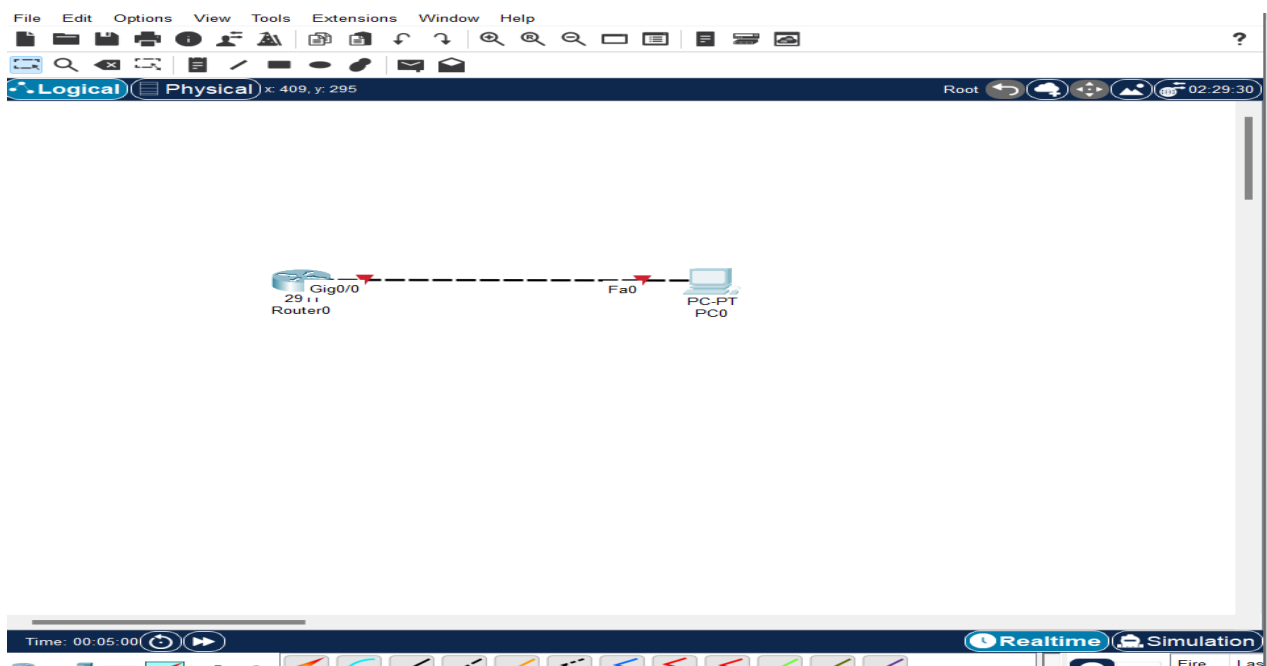 File Edit Options View Tools Extensions Window Help
?
Logical Physical x: 409, y: 295 Root 02:29:30
Gig0/0 Fa0
Router0
PC-PT
PC0
Time: 00:05:00 Realtime Simulation
Fire Las